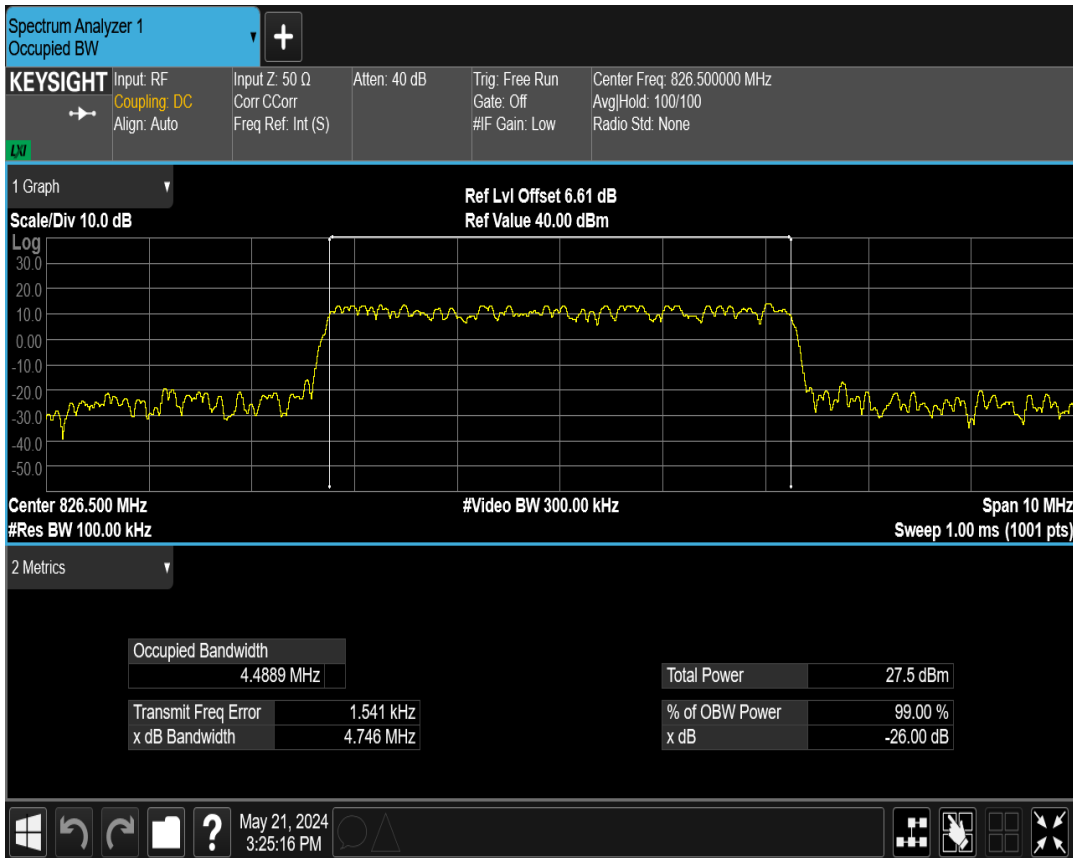 Spectrum Analyzer 1
Occupied BW
KEYSIGHT
LXI
Input: RF
Coupling: DC
Align: Auto
Input Z: 50 Ω
Corr CCorr
Freq Ref: Int (S)
Atten: 40 dB
Trig: Free Run
Gate: Off
#IF Gain: Low
Center Freq: 826.500000 MHz
Avg|Hold: 100/100
Radio Std: None
1 Graph
Scale/Div 10.0 dB
Ref Lvl Offset 6.61 dB
Ref Value 40.00 dBm
Log
30.0
20.0
10.0
0.00
-10.0
-20.0
-30.0
-40.0
-50.0
Center 826.500 MHz
#Video BW 300.00 kHz
Span 10 MHz
#Res BW 100.00 kHz
Sweep 1.00 ms (1001 pts)
2 Metrics
Occupied Bandwidth
4.4889 MHz
Transmit Freq Error 1.541 kHz
x dB Bandwidth 4.746 MHz
Total Power 27.5 dBm
% of OBW Power 99.00 %
x dB -26.00 dB
?
May 21, 2024
3:25:16 PM